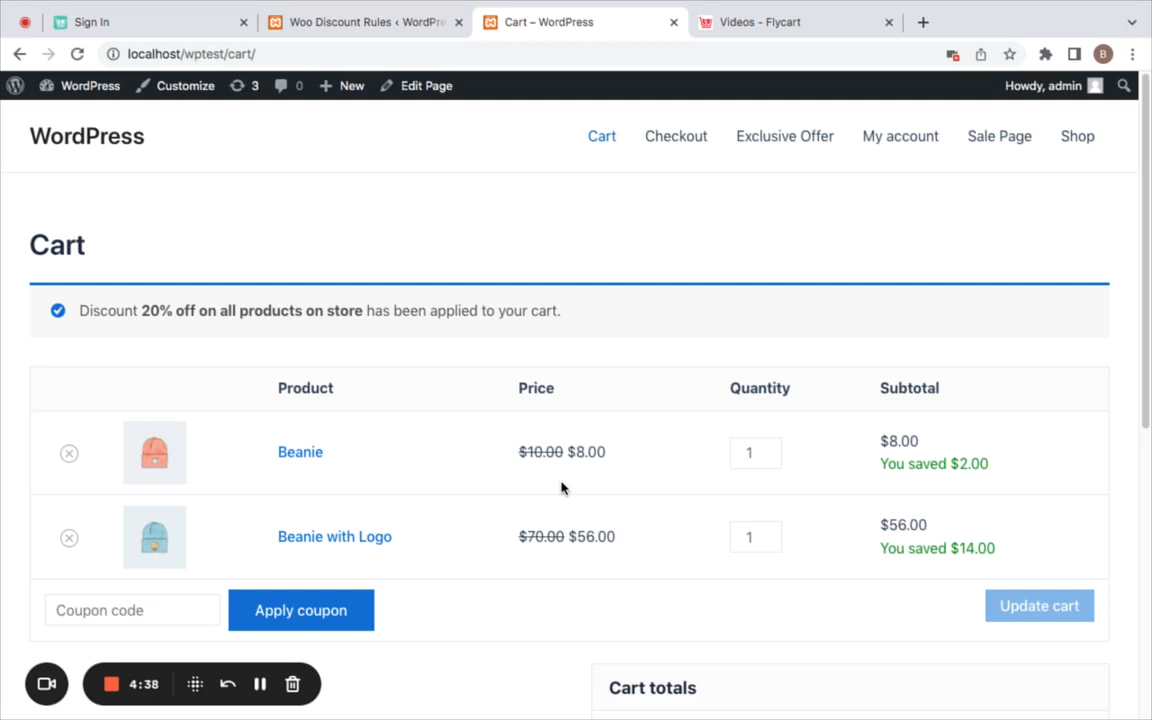 Sign In
Woo Discount Rules ‹ WordPre
Cart – WordPress
Videos - Flycart
localhost/wptest/cart/
B
WordPress
Customize
3
0
New
Edit Page
Howdy, admin
WordPress
Cart
Checkout
Exclusive Offer
My account
Sale Page
Shop
Cart
Discount 20% off on all products on store has been applied to your cart.
Product Price Quantity Subtotal
Beanie $10.00 $8.00 1 $8.00
You saved $2.00
Beanie with Logo $70.00 $56.00 1 $56.00
You saved $14.00
Coupon code
Apply coupon
Update cart
4:38
Cart totals